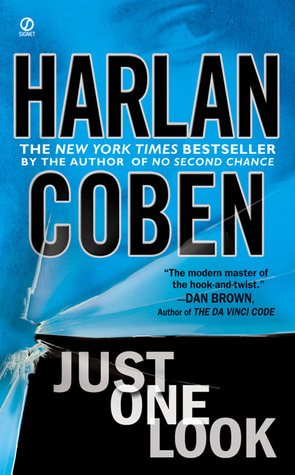 SIGNET
HARLAN
THE NEW YORK TIMES BESTSELLER
BY THE AUTHOR OF NO SECOND CHANCE
COBEN
"The modern master of
the hook-and-twist."
—DAN BROWN,
Author of THE DA VINCI CODE
JUST
ONE
LOOK